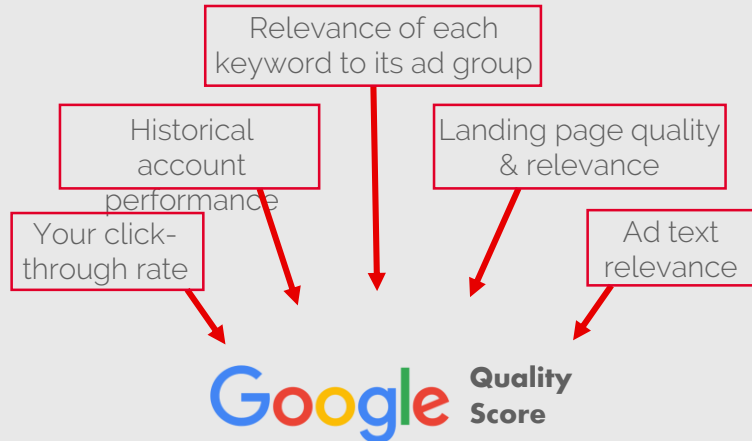 Relevance of each
keyword to its ad group
Historical
account
performance
Landing page quality
& relevance
Your click-
through rate
Ad text
relevance
Google
Quality
Score